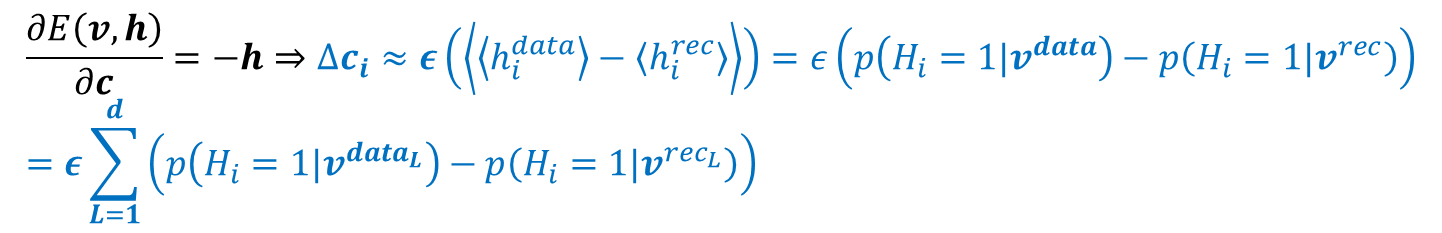 ∂E(v, h)/∂c = −h ⇒ Δc_i ≈ ϵ(⟨⟨h_i^data⟩ − ⟨h_i^rec⟩⟩) = ϵ(p(H_i = 1|v^data) − p(H_i = 1|v^rec))
= ϵ ∑_{L=1}^{d} (p(H_i = 1|v^{data_L}) − p(H_i = 1|v^{rec_L}))